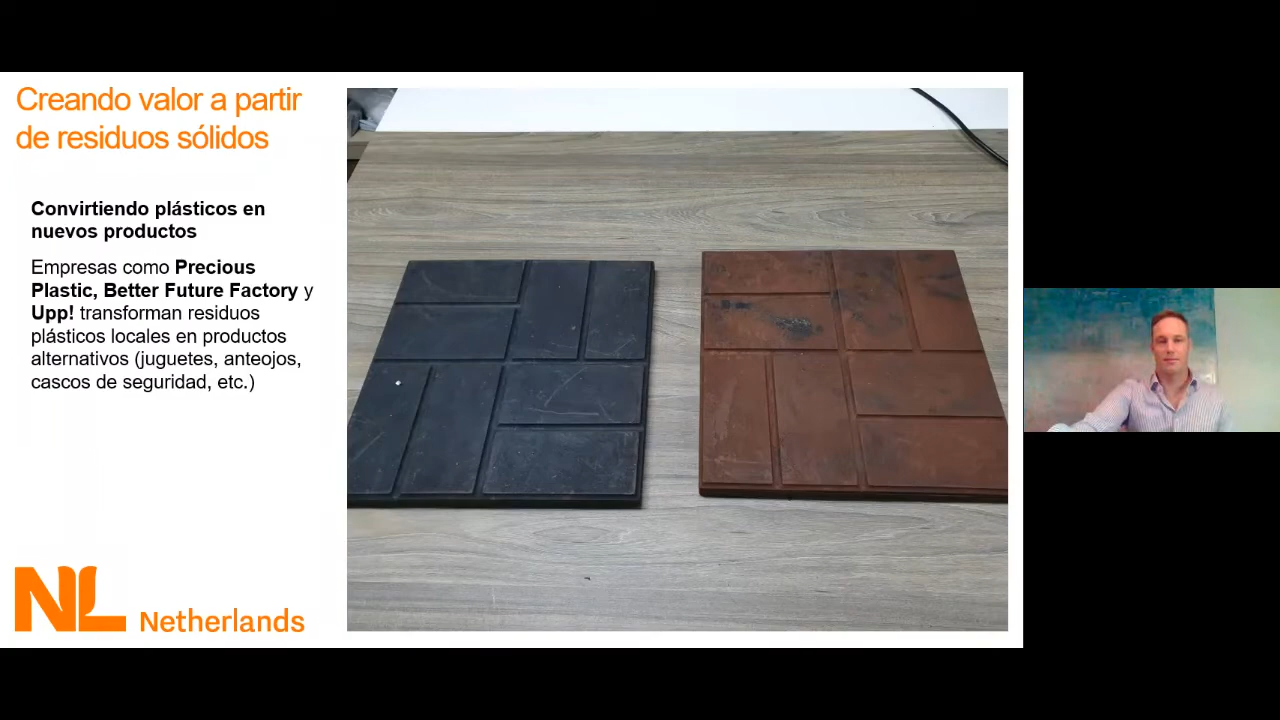 Creando valor a partir
de residuos sólidos
Convirtiendo plásticos en
nuevos productos
Empresas como Precious
Plastic, Better Future Factory y
Upp! transforman residuos
plásticos locales en productos
alternativos (juguetes, anteojos,
cascos de seguridad, etc.)
NL Netherlands